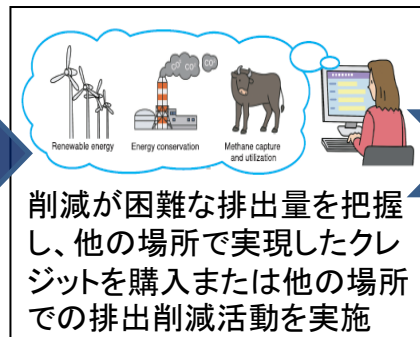 CO² CO² CO²
Renewable energy
Energy conservation
Methane capture
and utilization
削減が困難な排出量を把握
し、他の場所で実現したクレ
ジットを購入または他の場所
での排出削減活動を実施